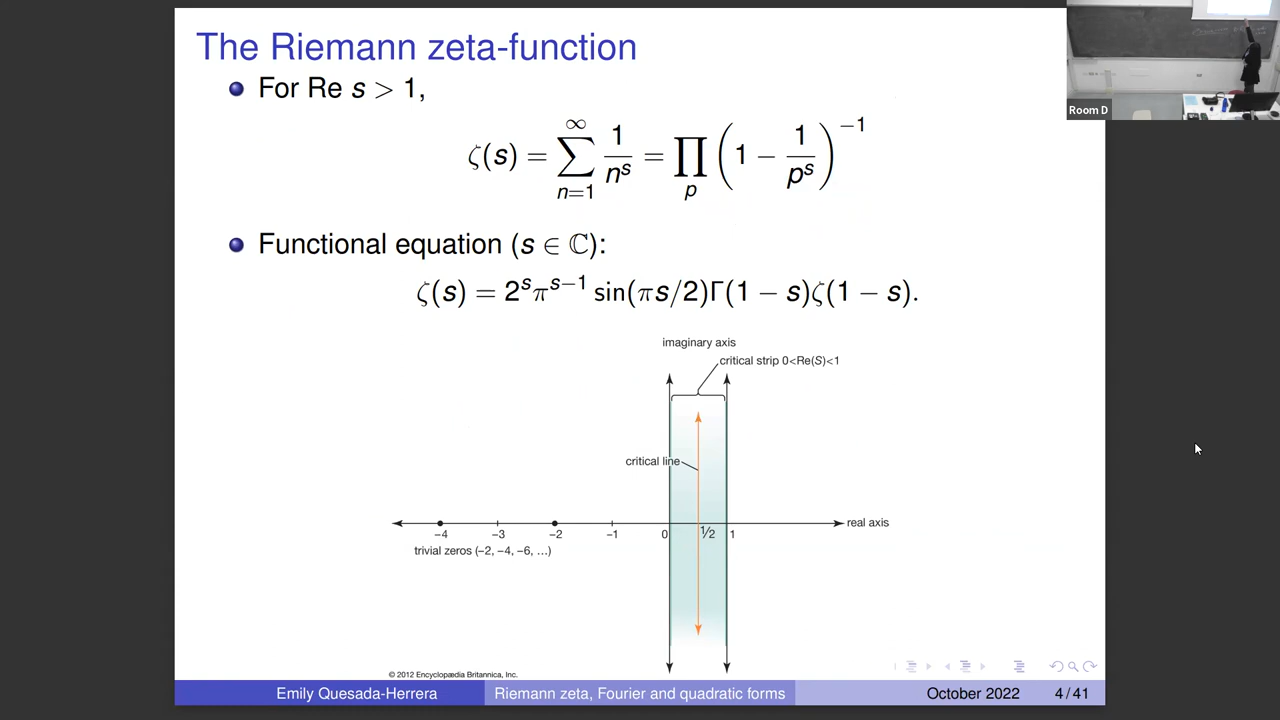 The Riemann zeta-function
For Re s > 1,
ζ(s) = ∑_{n=1}^{∞} 1/n^s = ∏_p (1 − 1/p^s)^{−1}
Room D
Functional equation (s ∈ ℂ):
ζ(s) = 2^s π^{s−1} sin(πs/2)Γ(1 − s)ζ(1 − s).
imaginary axis
critical strip 0<Re(S)<1
critical line
real axis
−4 −3 −2 −1 0 ½ 1
trivial zeros (−2, −4, −6, ...)
© 2012 Encyclopædia Britannica, Inc.
Emily Quesada-Herrera Riemann zeta, Fourier and quadratic forms October 2022 4 / 41